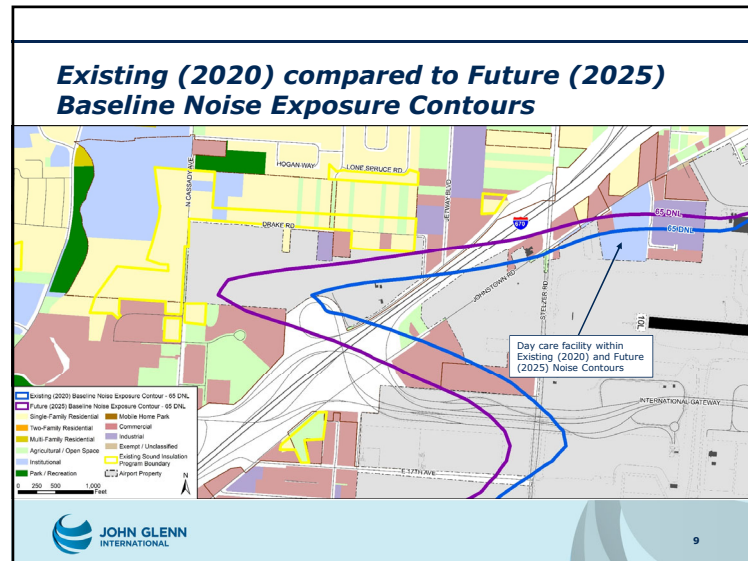 Existing (2020) compared to Future (2025)
Baseline Noise Exposure Contours
HOGAN WAY
LONE SPRUCE RD
N CASSADY AVE
DRAKE RD
670
65 DNL
65 DNL
JOHNSTOWN RD
STELZER RD
10L
Day care facility within
Existing (2020) and Future
(2025) Noise Contours
INTERNATIONAL GATEWAY
E 17TH AVE
Existing (2020) Baseline Noise Exposure Contour - 65 DNL
Future (2025) Baseline Noise Exposure Contour - 65 DNL
Single-Family Residential
Two-Family Residential
Multi-Family Residential
Agricultural / Open Space
Institutional
Park / Recreation
Mobile Home Park
Commercial
Industrial
Exempt / Unclassified
Existing Sound Insulation
Program Boundary
Airport Property
0 250 500 1,000
Feet
N
JOHN GLENN
INTERNATIONAL
9